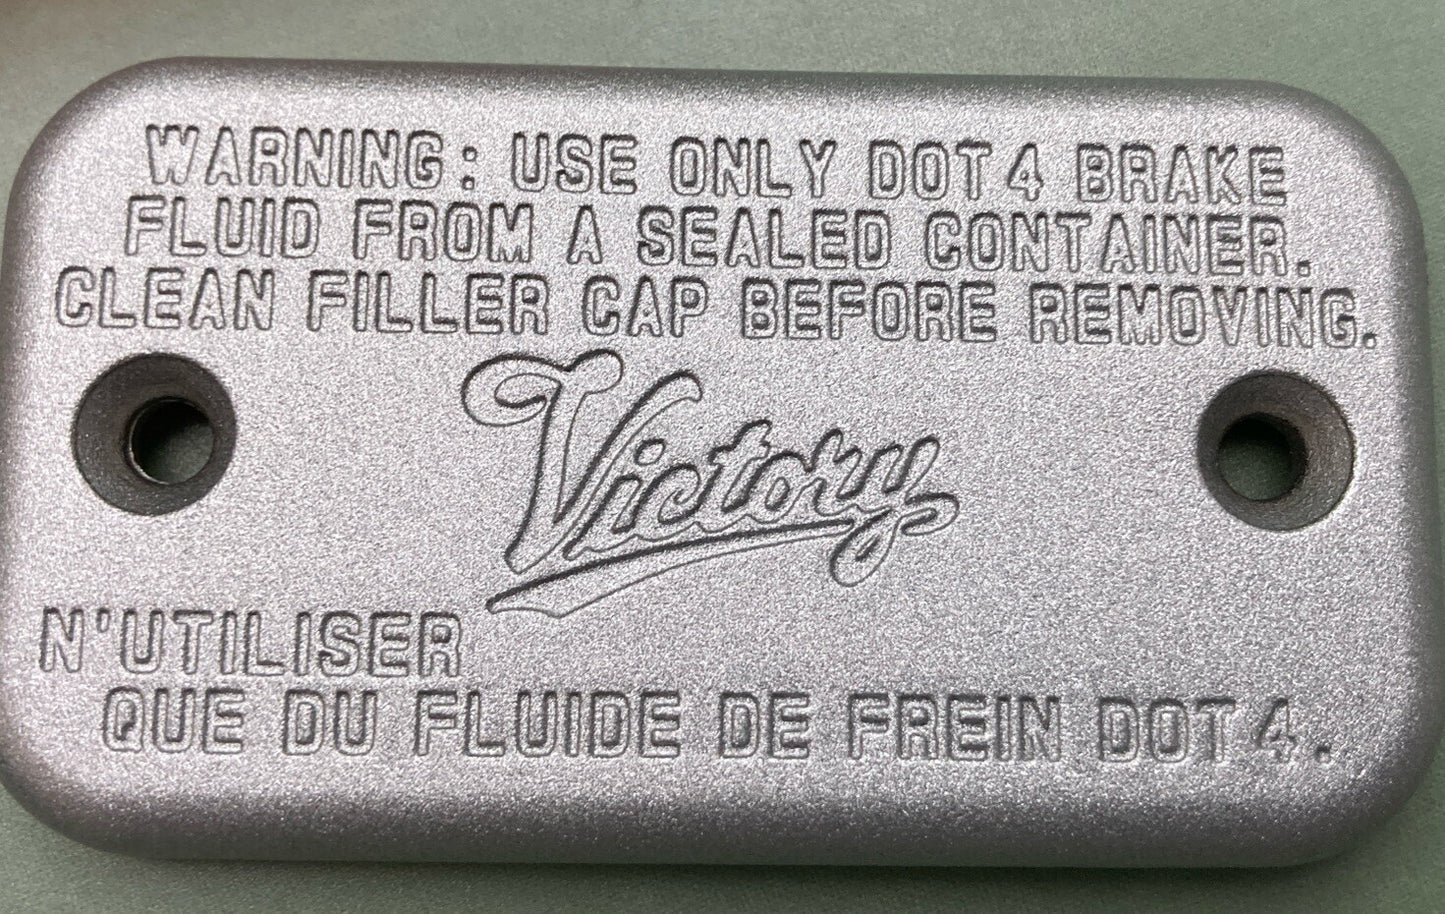 WARNING: USE ONLY DOT 4 BRAKE
FLUID FROM A SEALED CONTAINER.
CLEAN FILLER CAP BEFORE REMOVING.
Victory
N'UTILISER
QUE DU FLUIDE DE FREIN DOT 4.